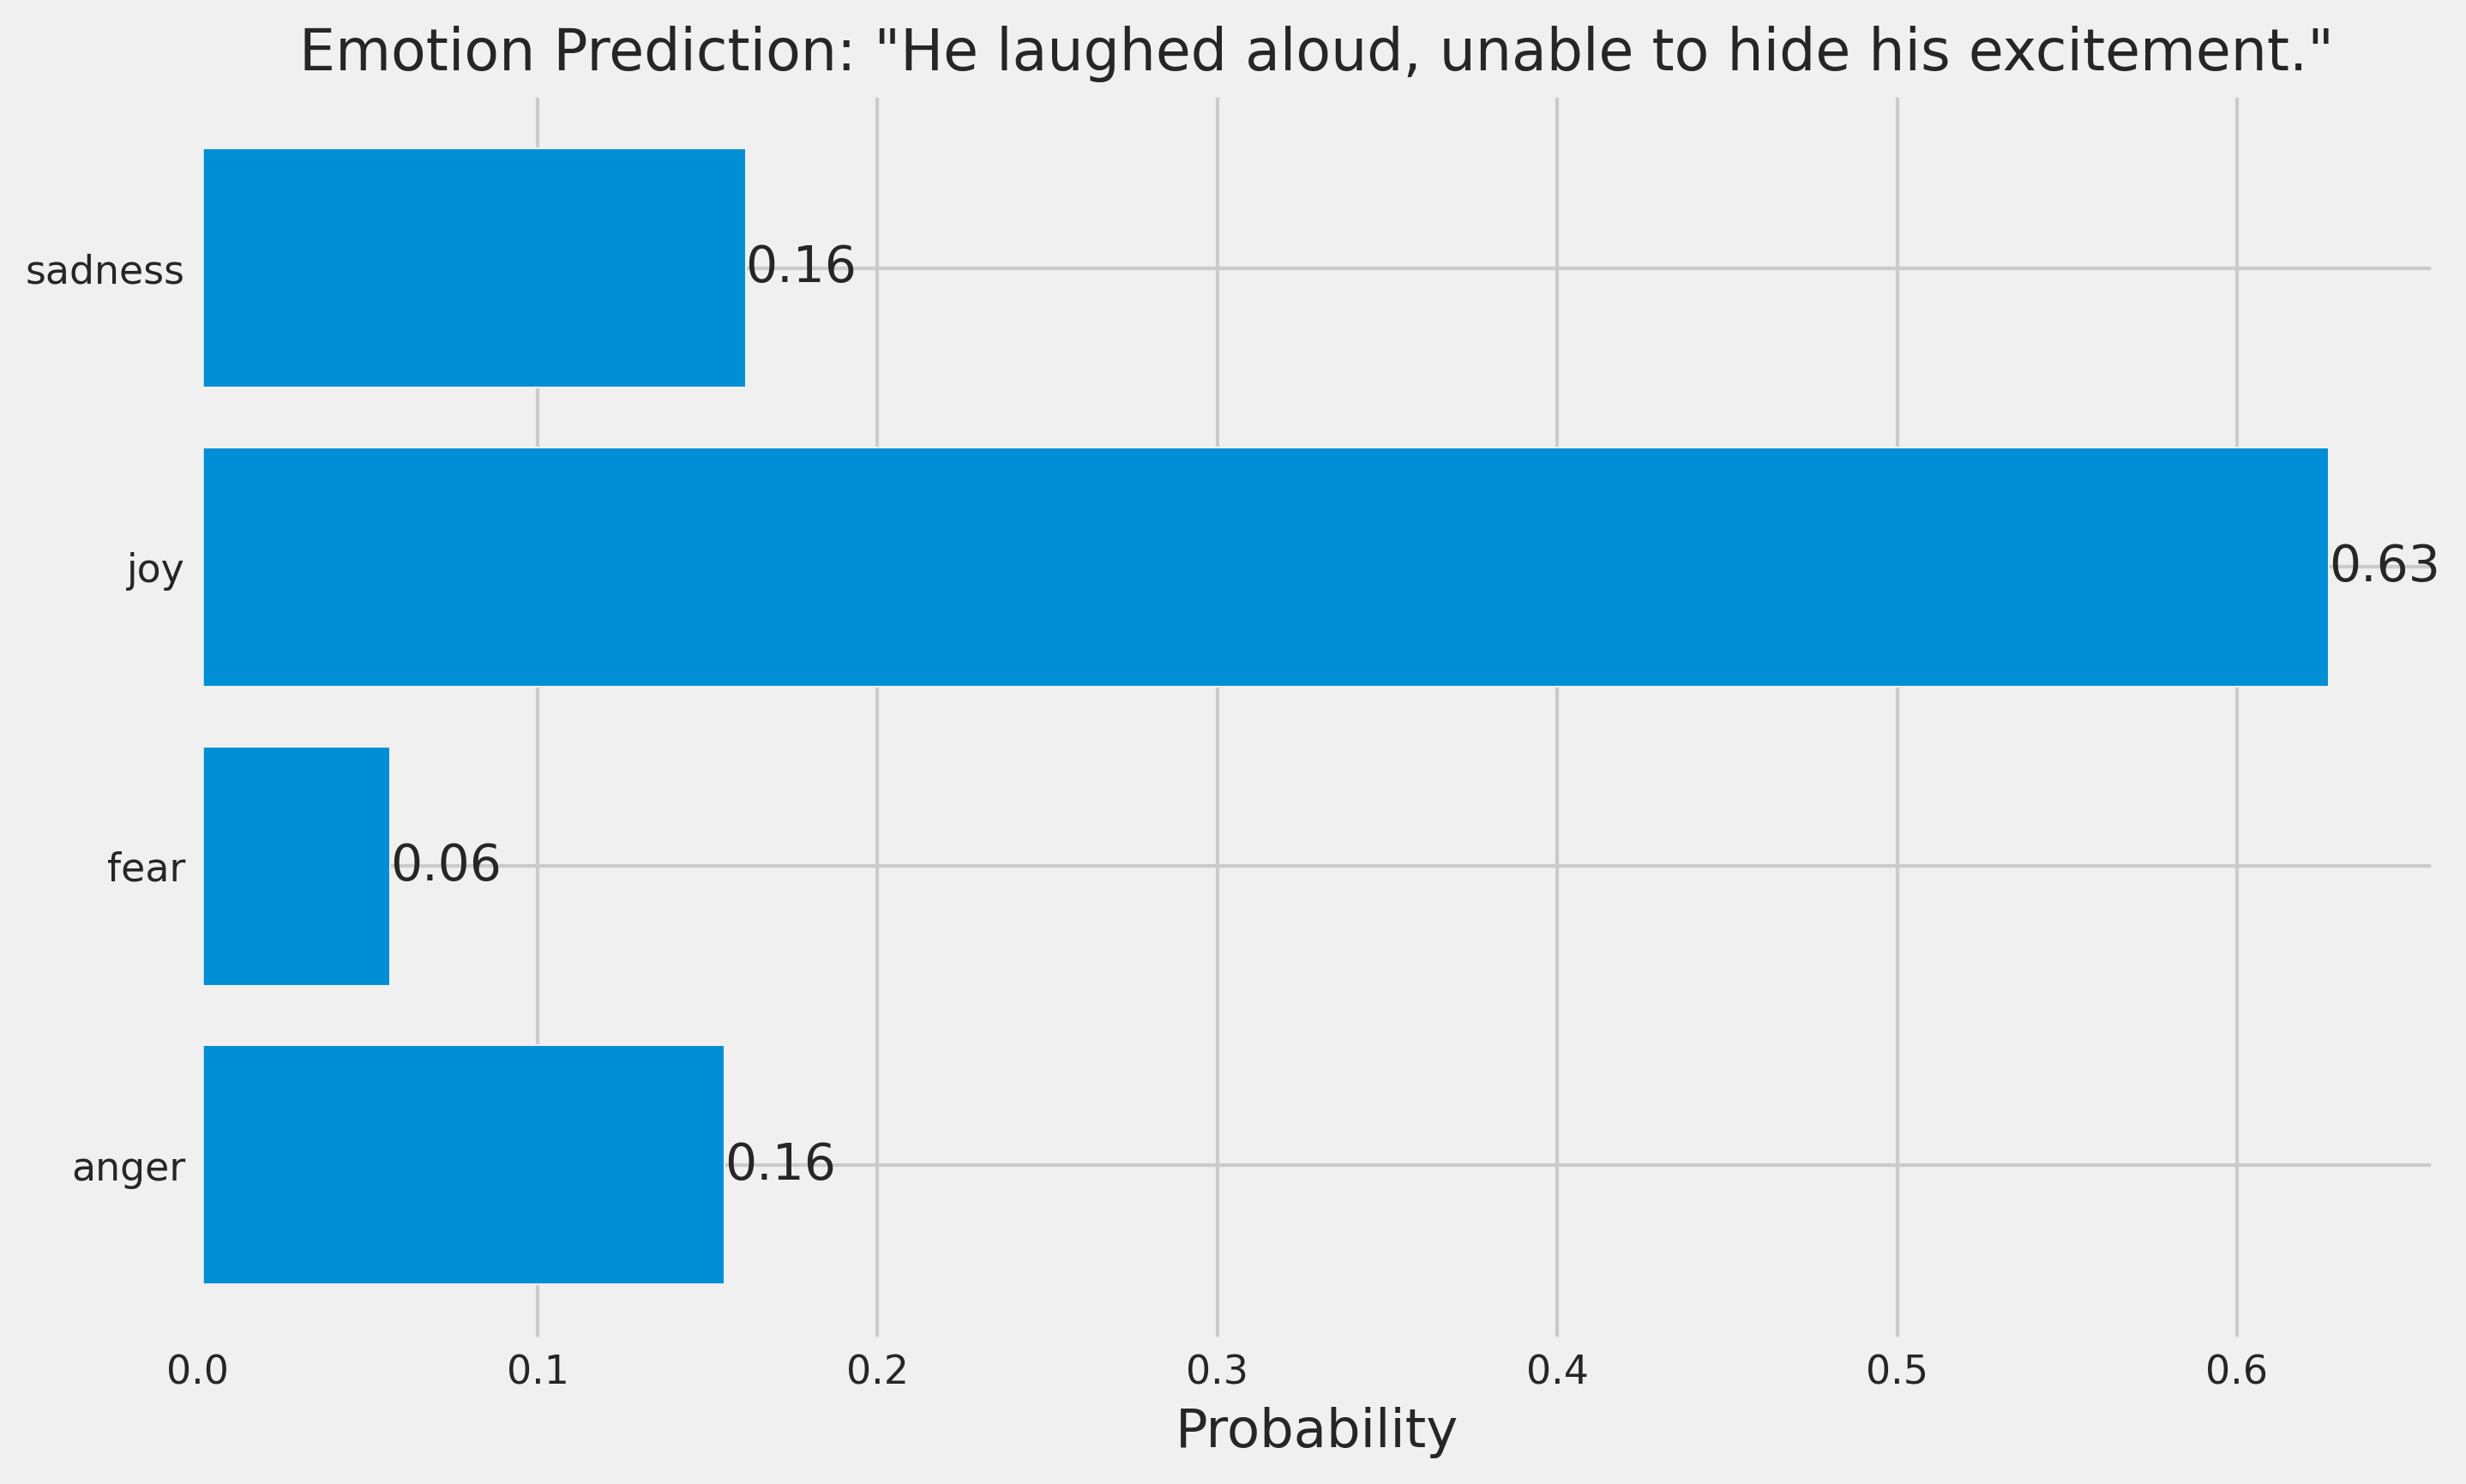 Emotion Prediction: "He laughed aloud, unable to hide his excitement."
sadness
0.16
joy
0.63
fear
0.06
anger
0.16
0.0 0.1 0.2 0.3 0.4 0.5 0.6
Probability